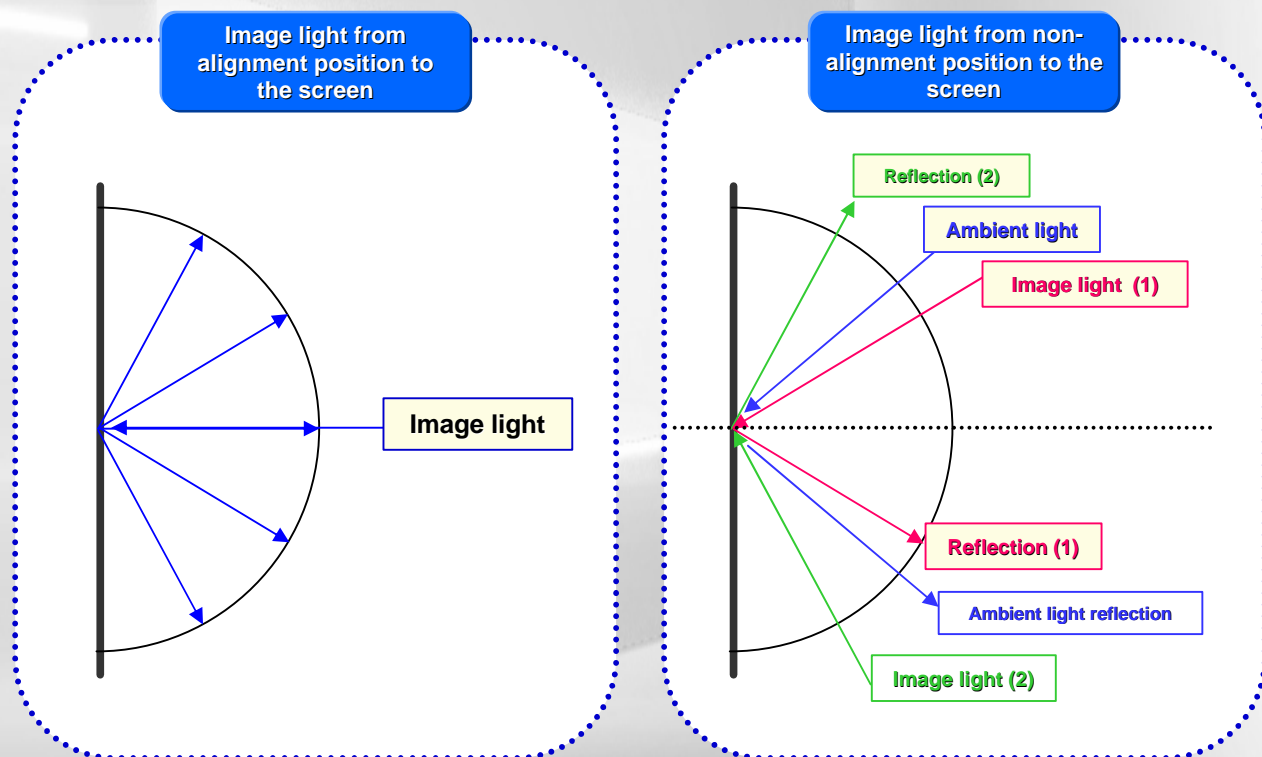 Image light from
alignment position to
the screen
Image light
Image light from non-
alignment position to the
screen
Reflection (2)
Ambient light
Image light (1)
Reflection (1)
Ambient light reflection
Image light (2)